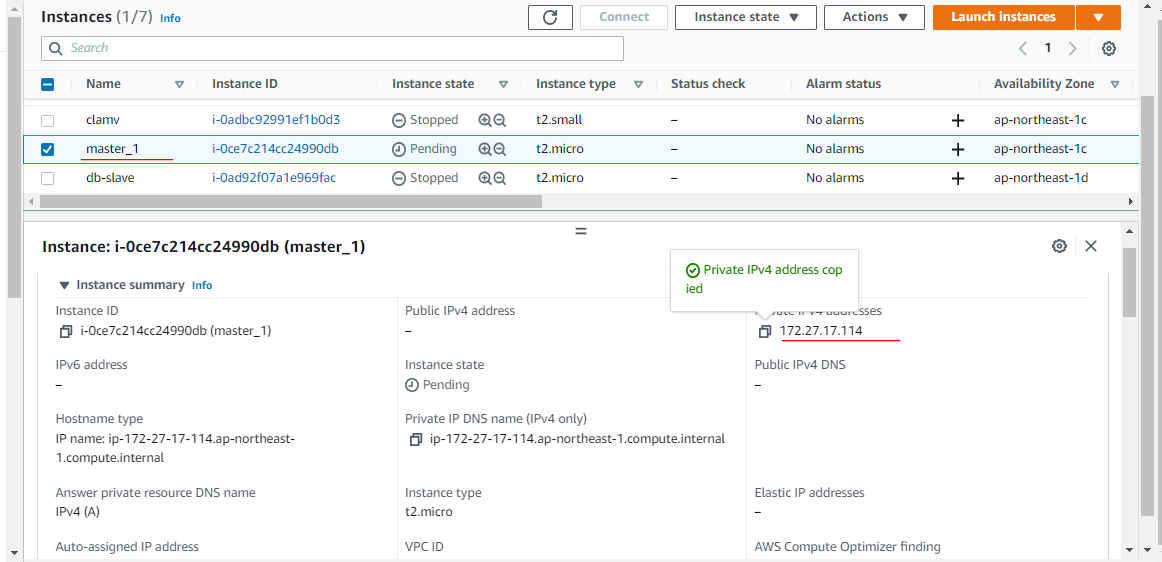 Instances (1/7) Info
Connect
Instance state
Actions
Launch instances
Search
1
Name Instance ID Instance state Instance type Status check Alarm status Availability Zone
clamv i-0adbc92991ef1b0d3 Stopped t2.small – No alarms + ap-northeast-1c
master_1 i-0ce7c214cc24990db Pending t2.micro – No alarms + ap-northeast-1c
db-slave i-0ad92f07a1e969fac Stopped t2.micro – No alarms + ap-northeast-1d
Instance: i-0ce7c214cc24990db (master_1)
Private IPv4 address cop
ied
Instance summary Info
Instance ID Public IPv4 address Private IPv4 addresses
i-0ce7c214cc24990db (master_1) – 172.27.17.114
IPv6 address Instance state Public IPv4 DNS
– Pending –
Hostname type Private IP DNS name (IPv4 only)
IP name: ip-172-27-17-114.ap-northeast- ip-172-27-17-114.ap-northeast-1.compute.internal
1.compute.internal
Answer private resource DNS name Instance type Elastic IP addresses
IPv4 (A) t2.micro –
Auto-assigned IP address VPC ID AWS Compute Optimizer finding